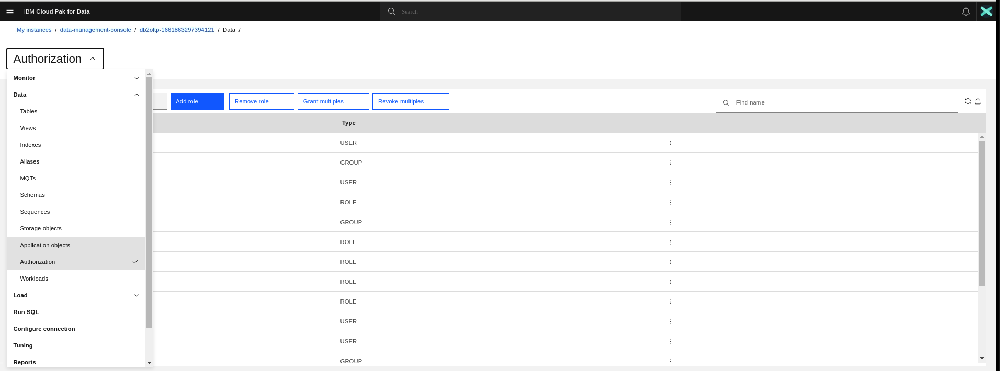 IBM Cloud Pak for Data
Search
My instances / data-management-console / db2oltp-1661863297394121 / Data /
Authorization
Monitor
Data
Tables
Views
Indexes
Aliases
MQTs
Schemas
Sequences
Storage objects
Application objects
Authorization
Workloads
Load
Run SQL
Configure connection
Tuning
Reports
Add role +
Remove role
Grant multiples
Revoke multiples
Find name
Type
USER
GROUP
USER
ROLE
GROUP
ROLE
ROLE
ROLE
ROLE
USER
USER
GROUP